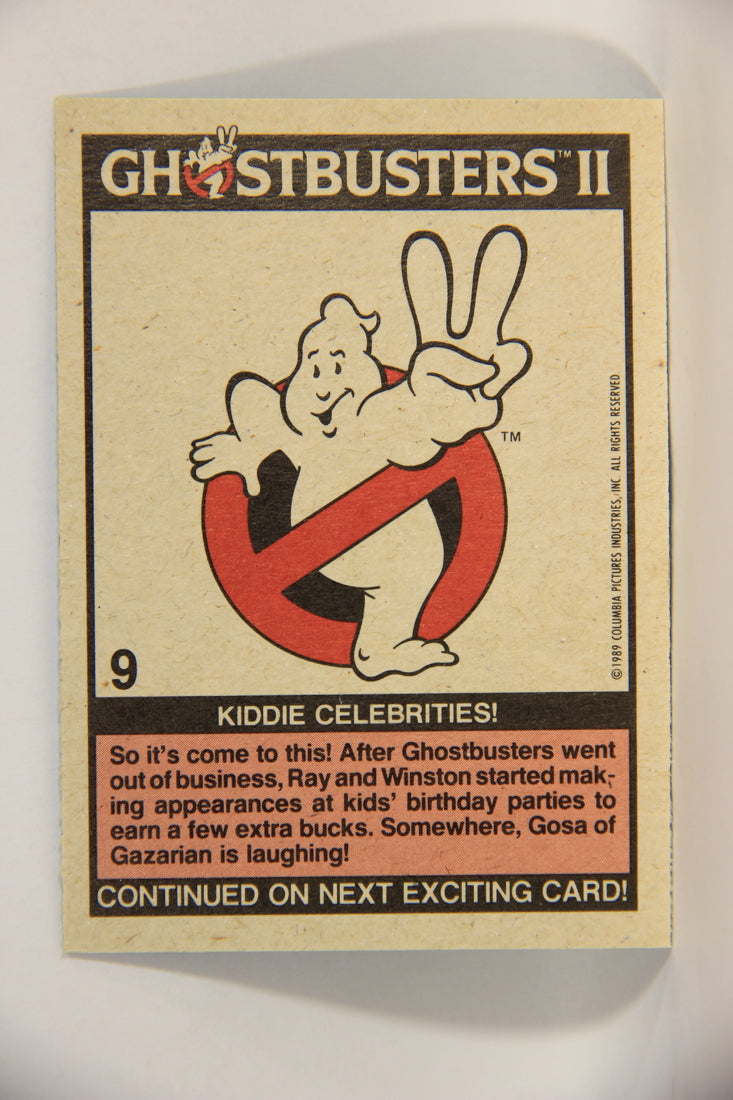 GHOSTBUSTERS™ II
TM
©1989 COLUMBIA PICTURES INDUSTRIES, INC ALL RIGHTS RESERVED
9
KIDDIE CELEBRITIES!
So it's come to this! After Ghostbusters went
out of business, Ray and Winston started mak-
ing appearances at kids' birthday parties to
earn a few extra bucks. Somewhere, Gosa of
Gazarian is laughing!
CONTINUED ON NEXT EXCITING CARD!